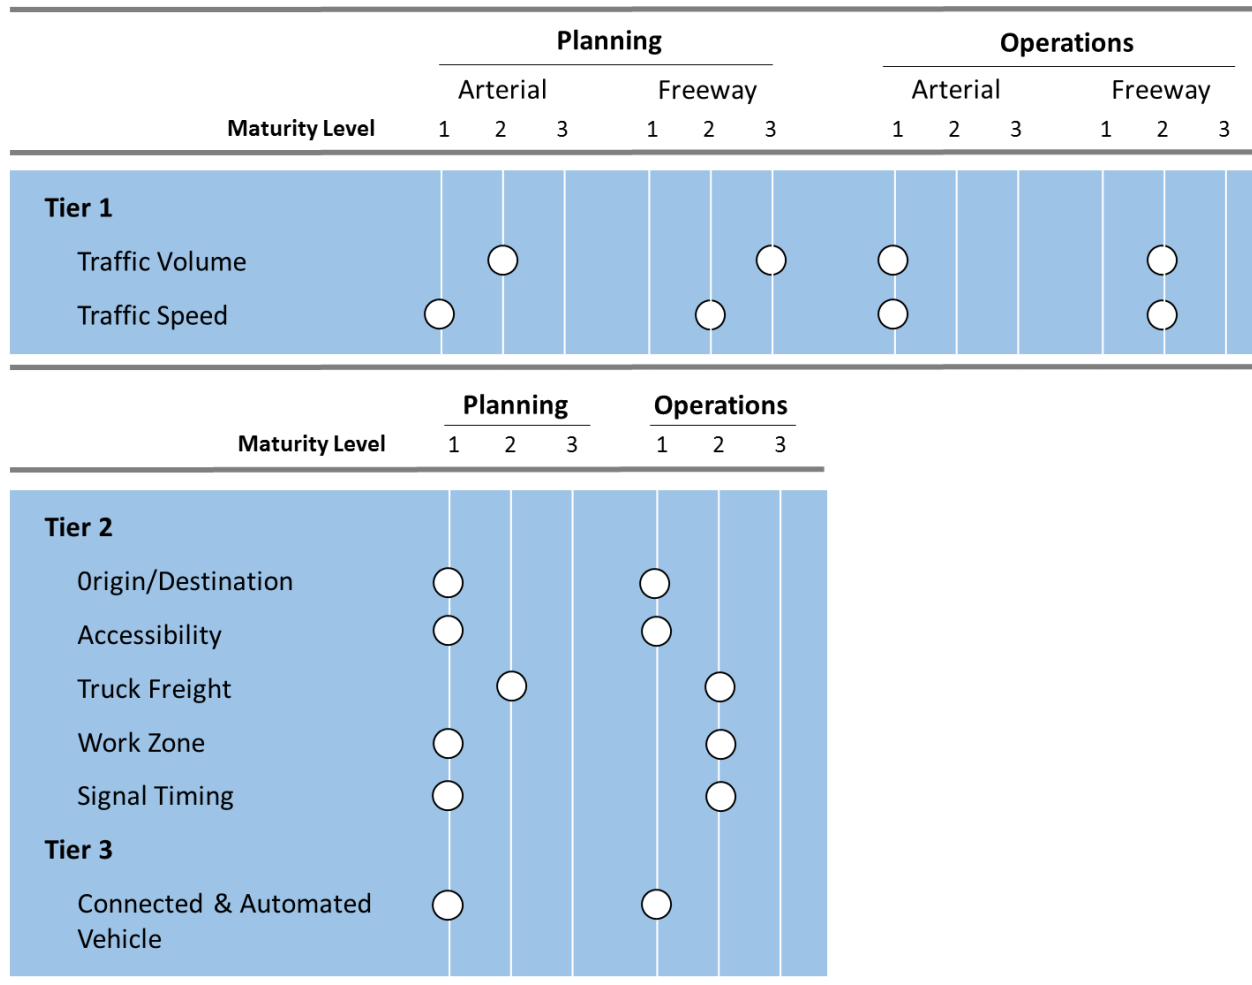 Planning Operations
Arterial Freeway Arterial Freeway
Maturity Level 1 2 3 1 2 3 1 2 3 1 2 3
Tier 1
Traffic Volume
Traffic Speed
Planning Operations
Maturity Level 1 2 3 1 2 3
Tier 2
0rigin/Destination
Accessibility
Truck Freight
Work Zone
Signal Timing
Tier 3
Connected & Automated
Vehicle